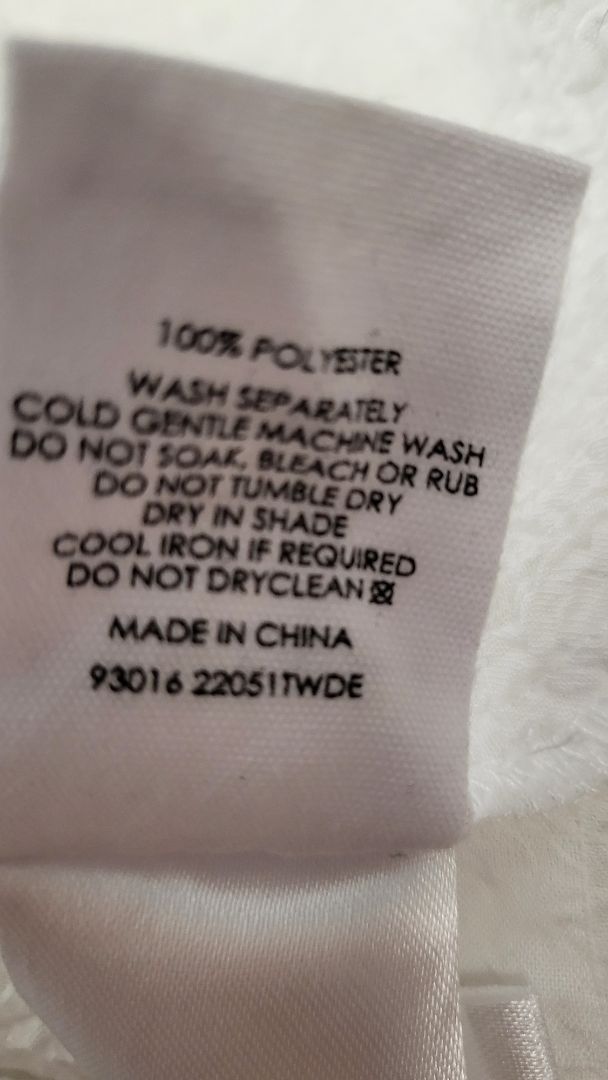 100% POLYESTER
WASH SEPARATELY
COLD GENTLE MACHINE WASH
DO NOT SOAK, BLEACH OR RUB
DO NOT TUMBLE DRY
DRY IN SHADE
COOL IRON IF REQUIRED
DO NOT DRYCLEAN
MADE IN CHINA
93016 22051TWDE